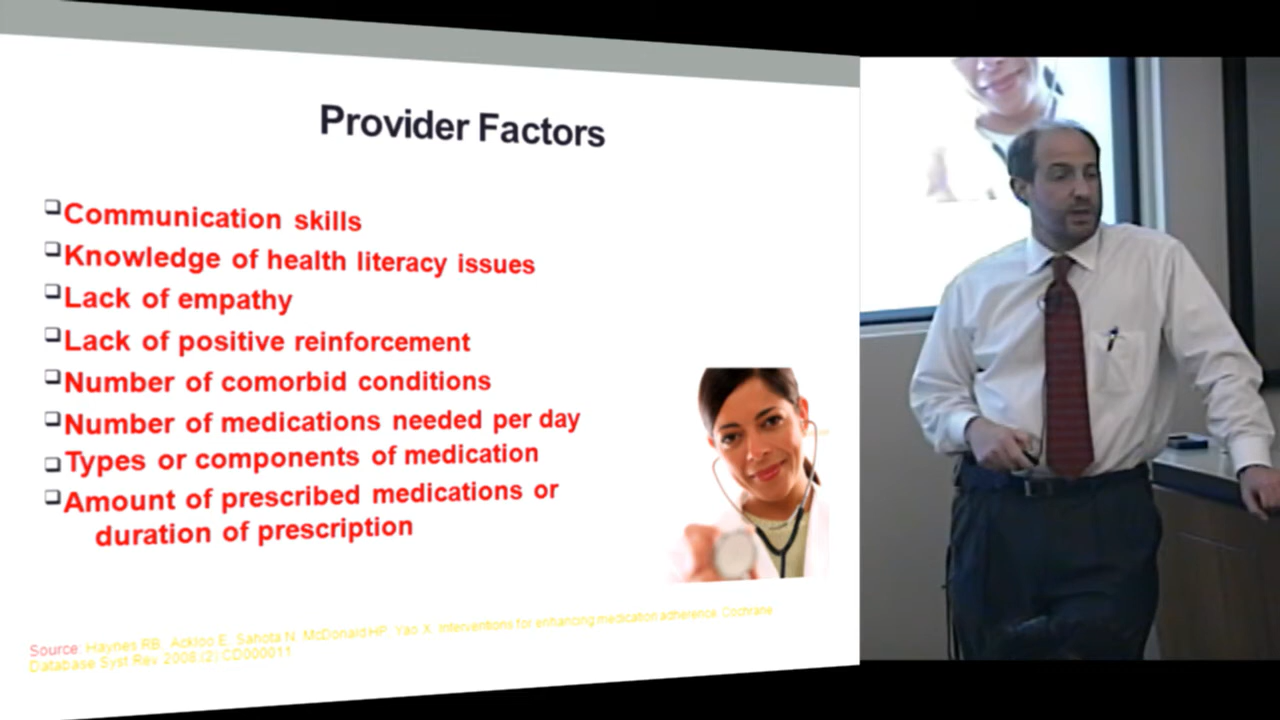 Provider Factors
❑Communication skills
❑Knowledge of health literacy issues
❑Lack of empathy
❑Lack of positive reinforcement
❑Number of comorbid conditions
❑Number of medications needed per day
❑Types or components of medication
❑Amount of prescribed medications or
duration of prescription
Source: Haynes RB, Ackloo E, Sahota N, McDonald HP, Yao X. Interventions for enhancing medication adherence. Cochrane
Database Syst Rev 2008;(2):CD000011